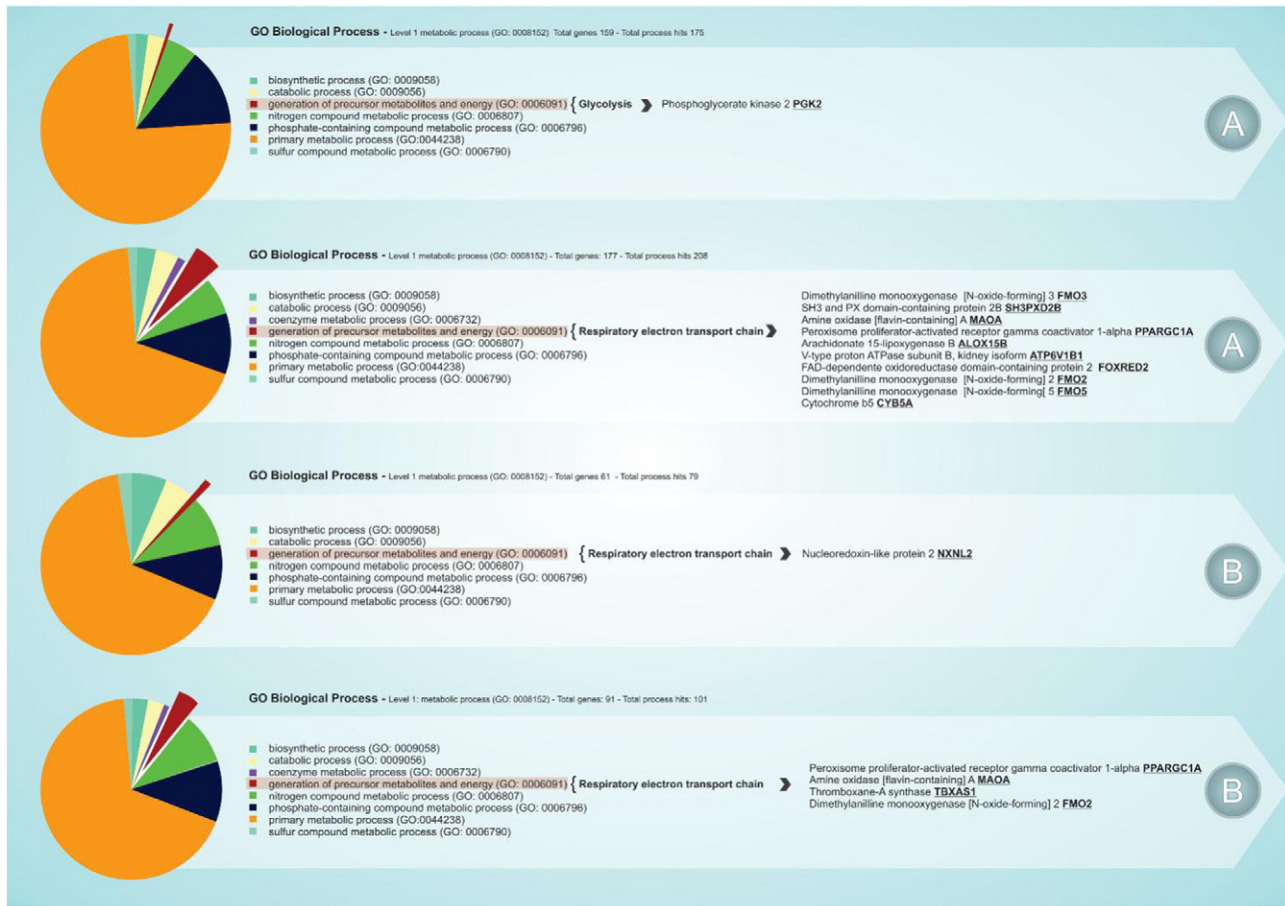 GO Biological Process - Level 1 metabolic process (GO: 0008152) Total genes 159 - Total process hits 175
biosynthetic process (GO: 0009058)
catabolic process (GO: 0009056)
generation of precursor metabolites and energy (GO: 0006091) { Glycolysis Phosphoglycerate kinase 2 PGK2
nitrogen compound metabolic process (GO: 0006807)
phosphate-containing compound metabolic process (GO: 0006796)
primary metabolic process (GO:0044238)
sulfur compound metabolic process (GO: 0006790)
A
GO Biological Process - Level 1 metabolic process (GO: 0008152) - Total genes: 177 - Total process hits 208
biosynthetic process (GO: 0009058)
catabolic process (GO: 0009056)
coenzyme metabolic process (GO: 0006732)
generation of precursor metabolites and energy (GO: 0006091) { Respiratory electron transport chain
nitrogen compound metabolic process (GO: 0006807)
phosphate-containing compound metabolic process (GO: 0006796)
primary metabolic process (GO:0044238)
sulfur compound metabolic process (GO: 0006790)
Dimethylanilline monooxygenase [N-oxide-forming] 3 FMO3
SH3 and PX domain-containing protein 2B SH3PXD2B
Amine oxidase [flavin-containing] A MAOA
Peroxisome proliferator-activated receptor gamma coactivator 1-alpha PPARGC1A
Arachidonate 15-lipoxygenase B ALOX15B
V-type proton ATPase subunit B, kidney isoform ATP6V1B1
FAD-dependente oxidoreductase domain-containing protein 2 FOXRED2
Dimethylanilline monooxygenase [N-oxide-forming] 2 FMO2
Dimethylanilline monooxygenase [N-oxide-forming[ 5 FMO5
Cytochrome b5 CYB5A
A
GO Biological Process - Level 1 metabolic process (GO: 0008152) - Total genes 61 - Total process hits 79
biosynthetic process (GO: 0009058)
catabolic process (GO: 0009056)
generation of precursor metabolites and energy (GO: 0006091) { Respiratory electron transport chain Nucleoredoxin-like protein 2 NXNL2
nitrogen compound metabolic process (GO: 0006807)
phosphate-containing compound metabolic process (GO: 0006796)
primary metabolic process (GO:0044238)
sulfur compound metabolic process (GO: 0006790)
B
GO Biological Process - Level 1: metabolic process (GO: 0008152) - Total genes: 91 - Total process hits: 101
biosynthetic process (GO: 0009058)
catabolic process (GO: 0009056)
coenzyme metabolic process (GO: 0006732)
generation of precursor metabolites and energy (GO: 0006091) { Respiratory electron transport chain
nitrogen compound metabolic process (GO: 0006807)
phosphate-containing compound metabolic process (GO: 0006796)
primary metabolic process (GO:0044238)
sulfur compound metabolic process (GO: 0006790)
Peroxisome proliferator-activated receptor gamma coactivator 1-alpha PPARGC1A
Amine oxidase [flavin-containing] A MAOA
Thromboxane-A synthase TBXAS1
Dimethylanilline monooxygenase [N-oxide-forming] 2 FMO2
B